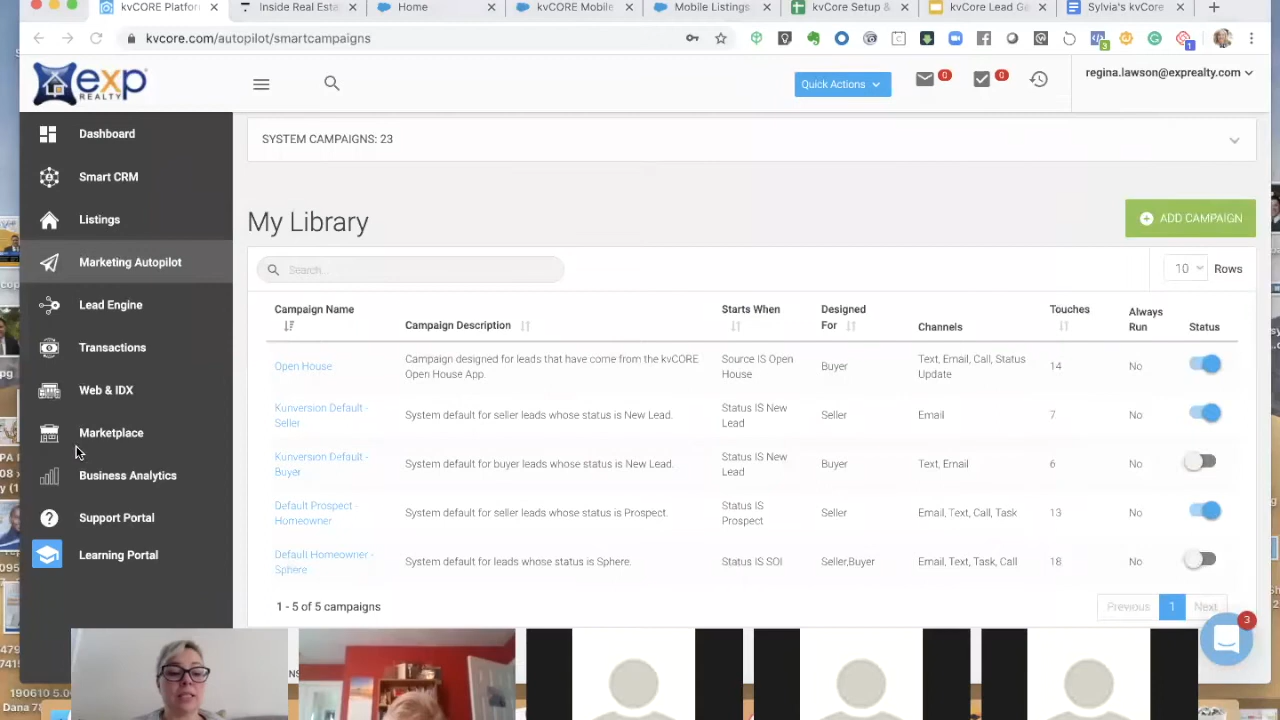 kvCORE Platform
Inside Real Esta
Home
kvCORE Mobile
Mobile Listings
kvCore Setup &
kvCore Lead Ge
Sylvia's kvCore
kvcore.com/autopilot/smartcampaigns
exp
REALTY
Quick Actions
0
0
regina.lawson@exprealty.com
Dashboard
Smart CRM
Listings
Marketing Autopilot
Lead Engine
Transactions
Web & IDX
Marketplace
Business Analytics
Support Portal
Learning Portal
SYSTEM CAMPAIGNS: 23
My Library
ADD CAMPAIGN
Search...
10 Rows
Campaign Name
Campaign Description
Starts When
Designed For
Channels
Touches
Always Run
Status
Open House
Campaign designed for leads that have come from the kvCORE Open House App.
Source IS Open House
Buyer
Text, Email, Call, Status Update
14
No
Kunversion Default - Seller
System default for seller leads whose status is New Lead.
Status IS New Lead
Seller
Email
7
No
Kunversion Default - Buyer
System default for buyer leads whose status is New Lead.
Status IS New Lead
Buyer
Text, Email
6
No
Default Prospect - Homeowner
System default for seller leads whose status is Prospect.
Status IS Prospect
Seller
Email, Text, Call, Task
13
No
Default Homeowner - Sphere
System default for leads whose status is Sphere.
Status IS SOI
Seller,Buyer
Email, Text, Task, Call
18
No
1 - 5 of 5 campaigns
Previous
1
Next
3
190610 5.0